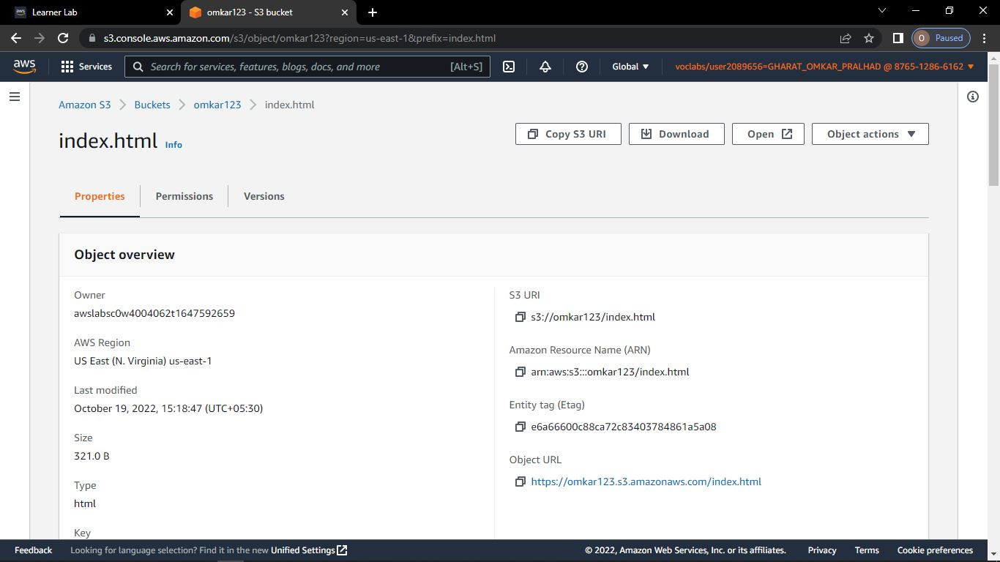 aws Learner Lab
omkar123 - S3 bucket
s3.console.aws.amazon.com/s3/object/omkar123?region=us-east-1&prefix=index.html
O Paused
aws Services Search for services, features, blogs, docs, and more [Alt+S] Global voclabs/user2089656=GHARAT_OMKAR_PRALHAD @ 8765-1286-6162
Amazon S3 Buckets omkar123 index.html
index.html Info
Copy S3 URI Download Open Object actions
Properties Permissions Versions
Object overview
Owner
awslabsc0w4004062t1647592659
AWS Region
US East (N. Virginia) us-east-1
Last modified
October 19, 2022, 15:18:47 (UTC+05:30)
Size
321.0 B
Type
html
Key
S3 URI
s3://omkar123/index.html
Amazon Resource Name (ARN)
arn:aws:s3:::omkar123/index.html
Entity tag (Etag)
e6a66600c88ca72c83403784861a5a08
Object URL
https://omkar123.s3.amazonaws.com/index.html
Feedback Looking for language selection? Find it in the new Unified Settings © 2022, Amazon Web Services, Inc. or its affiliates. Privacy Terms Cookie preferences